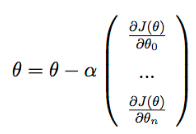 θ = θ − α ( ∂J(θ)/∂θ₀
...
∂J(θ)/∂θₙ )